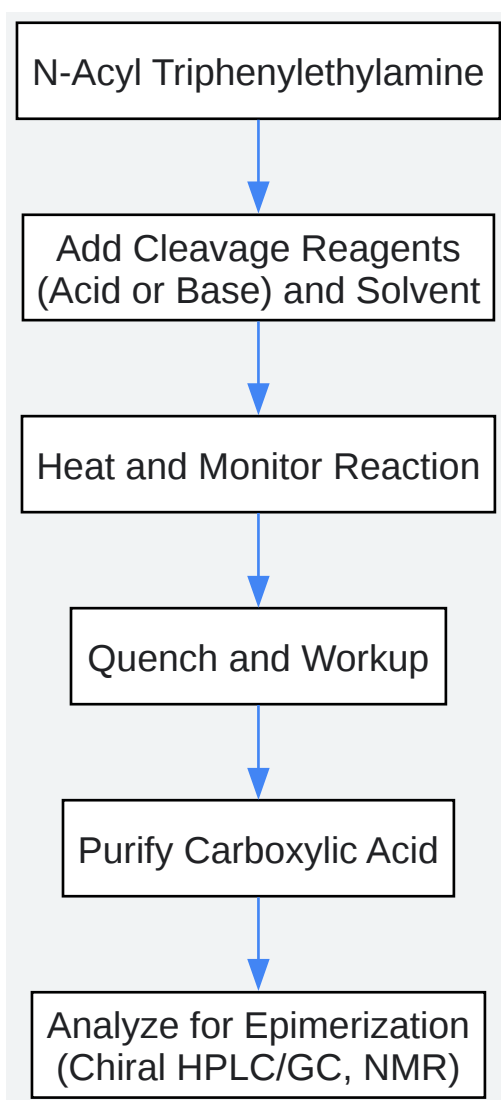 N-Acyl Triphenylethylamine
Add Cleavage Reagents
(Acid or Base) and Solvent
Heat and Monitor Reaction
Quench and Workup
Purify Carboxylic Acid
Analyze for Epimerization
(Chiral HPLC/GC, NMR)